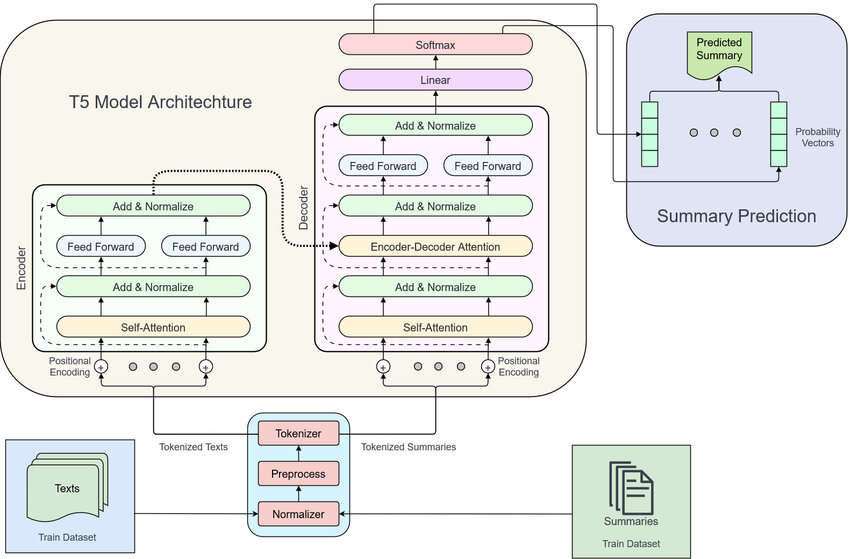 Softmax
Linear
T5 Model Architechture
Add & Normalize
Feed Forward
Feed Forward
Decoder
Add & Normalize
Encoder-Decoder Attention
Add & Normalize
Self-Attention
Positional
Encoding
+
+
Encoder
Add & Normalize
Feed Forward
Feed Forward
Add & Normalize
Self-Attention
Positional
Encoding
+
+
Predicted
Summary
Probability
Vectors
Summary Prediction
Tokenized Texts
Tokenized Summaries
Tokenizer
Preprocess
Normalizer
Texts
Train Dataset
Summaries
Train Dataset